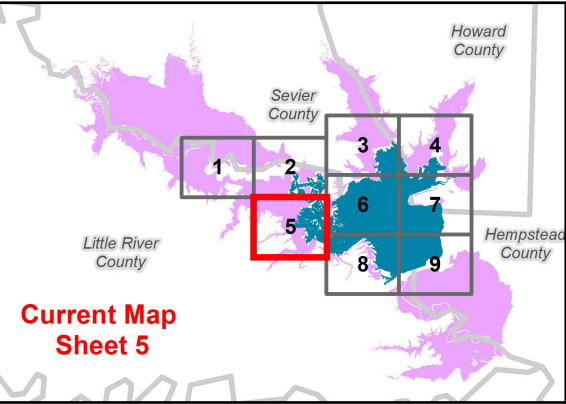 Howard
County
Sevier
County
3
4
1
2
6
7
5
Little River
County
Hempstead
County
8
9
Current Map
Sheet 5